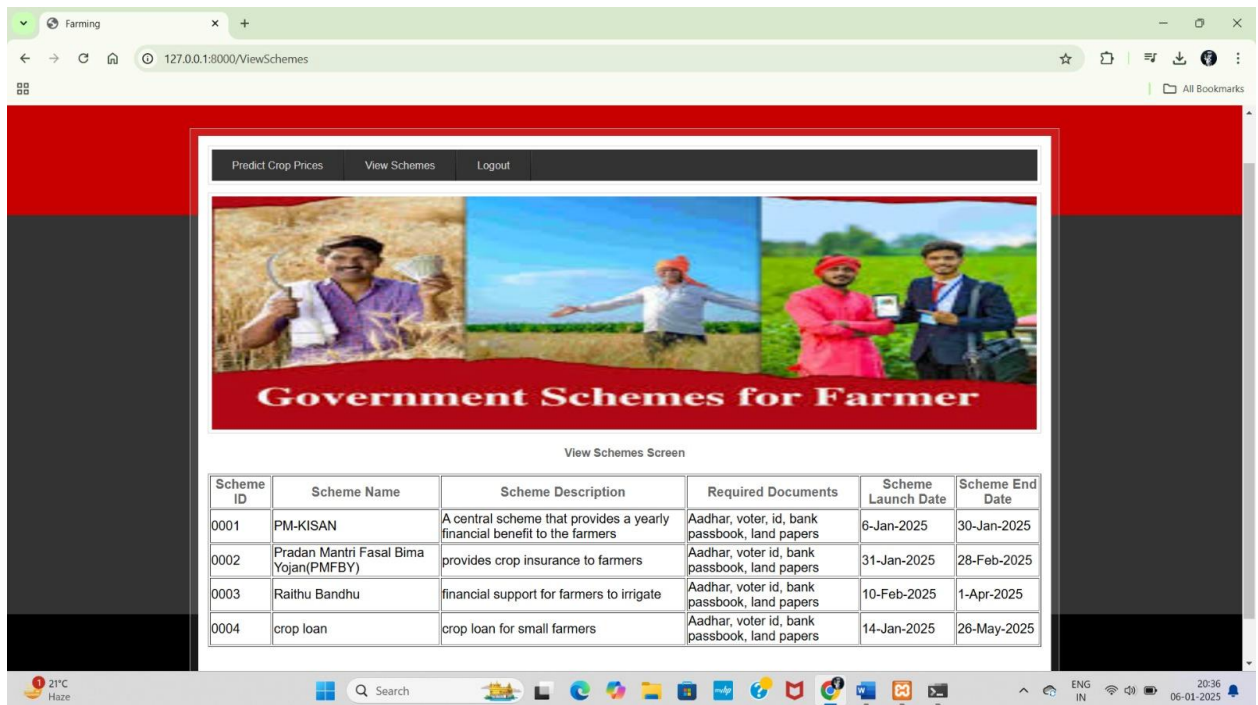 Farming
127.0.0.1:8000/ViewSchemes
All Bookmarks
Predict Crop Prices View Schemes Logout
Government Schemes for Farmer
View Schemes Screen
Scheme ID Scheme Name Scheme Description Required Documents Scheme Launch Date Scheme End Date
0001 PM-KISAN A central scheme that provides a yearly financial benefit to the farmers Aadhar, voter, id, bank passbook, land papers 6-Jan-2025 30-Jan-2025
0002 Pradan Mantri Fasal Bima Yojan(PMFBY) provides crop insurance to farmers Aadhar, voter id, bank passbook, land papers 31-Jan-2025 28-Feb-2025
0003 Raithu Bandhu financial support for farmers to irrigate Aadhar, voter id, bank passbook, land papers 10-Feb-2025 1-Apr-2025
0004 crop loan crop loan for small farmers Aadhar, voter id, bank passbook, land papers 14-Jan-2025 26-May-2025
1
21°C
Haze
Search
ENG
IN
20:36
06-01-2025